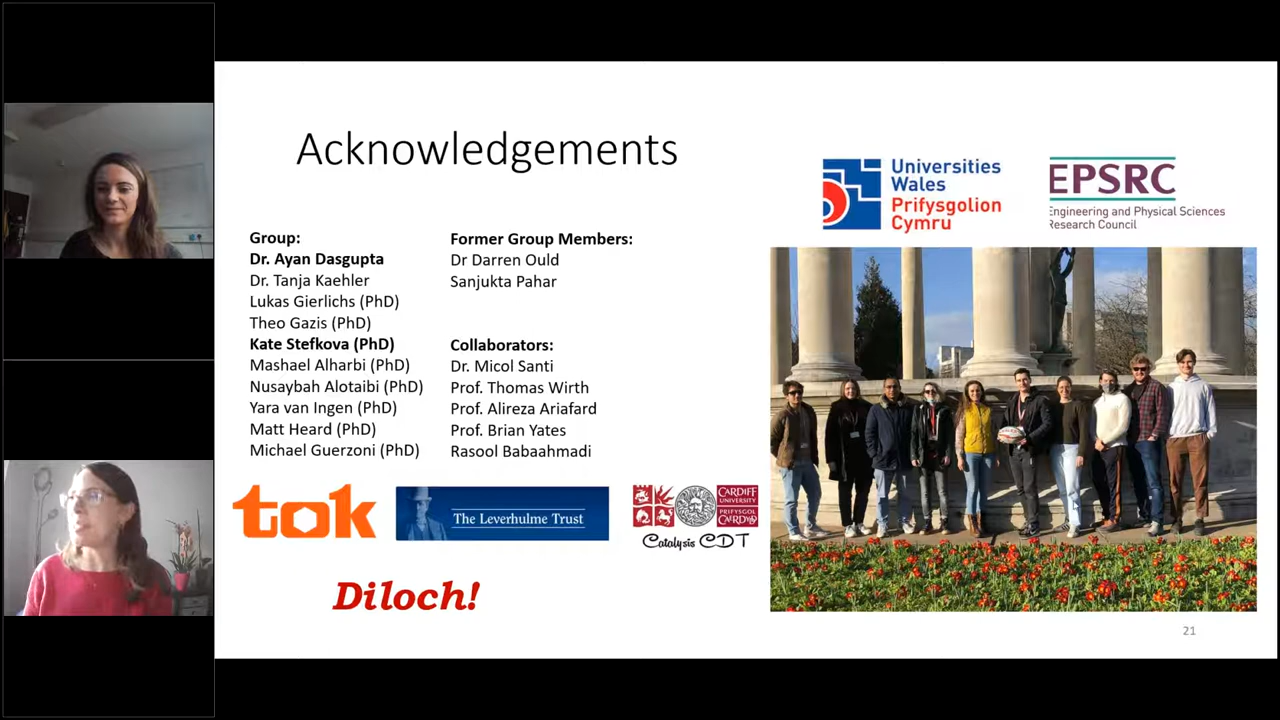 Acknowledgements
Universities
Wales
Prifysgolion
Cymru
EPSRC
Engineering and Physical Sciences
Research Council
Group:
Dr. Ayan Dasgupta
Dr. Tanja Kaehler
Lukas Gierlichs (PhD)
Theo Gazis (PhD)
Kate Stefkova (PhD)
Mashael Alharbi (PhD)
Nusaybah Alotaibi (PhD)
Yara van Ingen (PhD)
Matt Heard (PhD)
Michael Guerzoni (PhD)
Former Group Members:
Dr Darren Ould
Sanjukta Pahar
Collaborators:
Dr. Micol Santi
Prof. Thomas Wirth
Prof. Alireza Ariafard
Prof. Brian Yates
Rasool Babaahmadi
tok
The Leverhulme Trust
CARDIFF
UNIVERSITY
PRIFYSGOL
CAERDYDD
Catalysis CDT
Diloch!
21